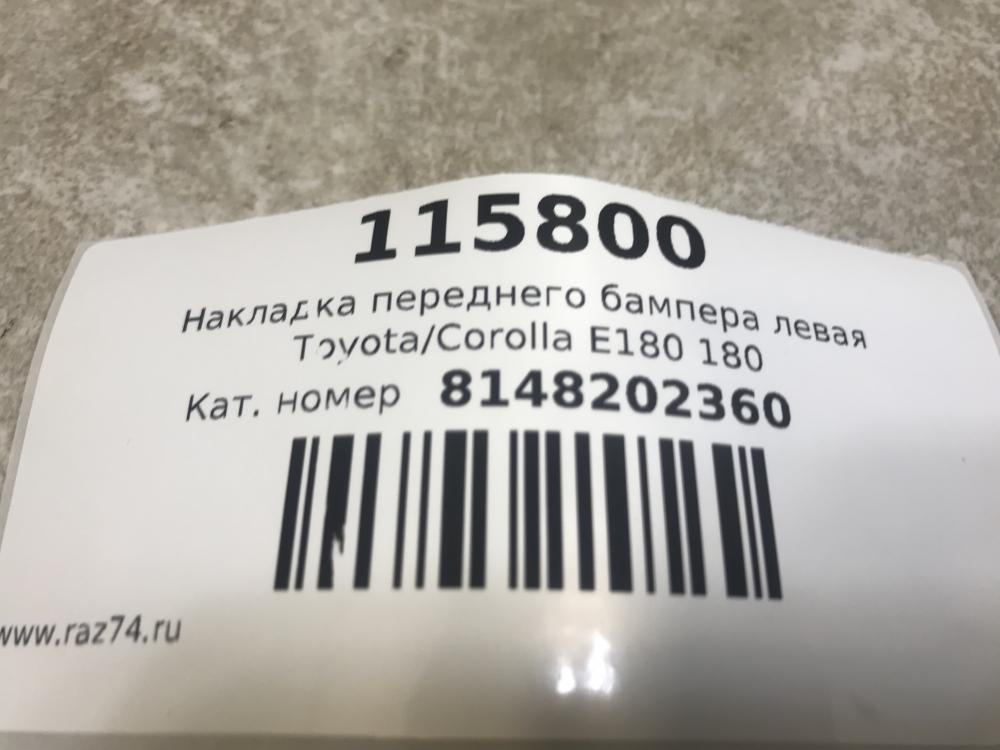 115800
Накладка переднего бампера левая
Toyota/Corolla E180 180
Кат. номер 8148202360
www.raz74.ru